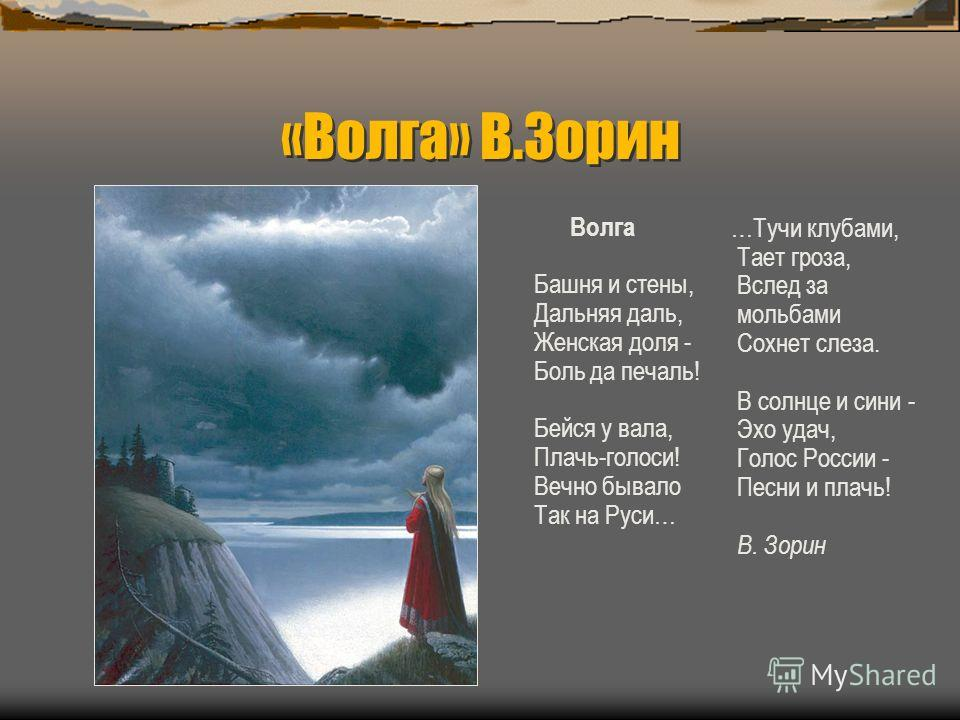 «Волга» В.Зорин
Волга
Башня и стены,
Дальняя даль,
Женская доля -
Боль да печаль!
Бейся у вала,
Плачь-голоси!
Вечно бывало
Так на Руси…
…Тучи клубами,
Тает гроза,
Вслед за
мольбами
Сохнет слеза.
В солнце и сини -
Эхо удач,
Голос России -
Песни и плачь!
В. Зорин
MyShared